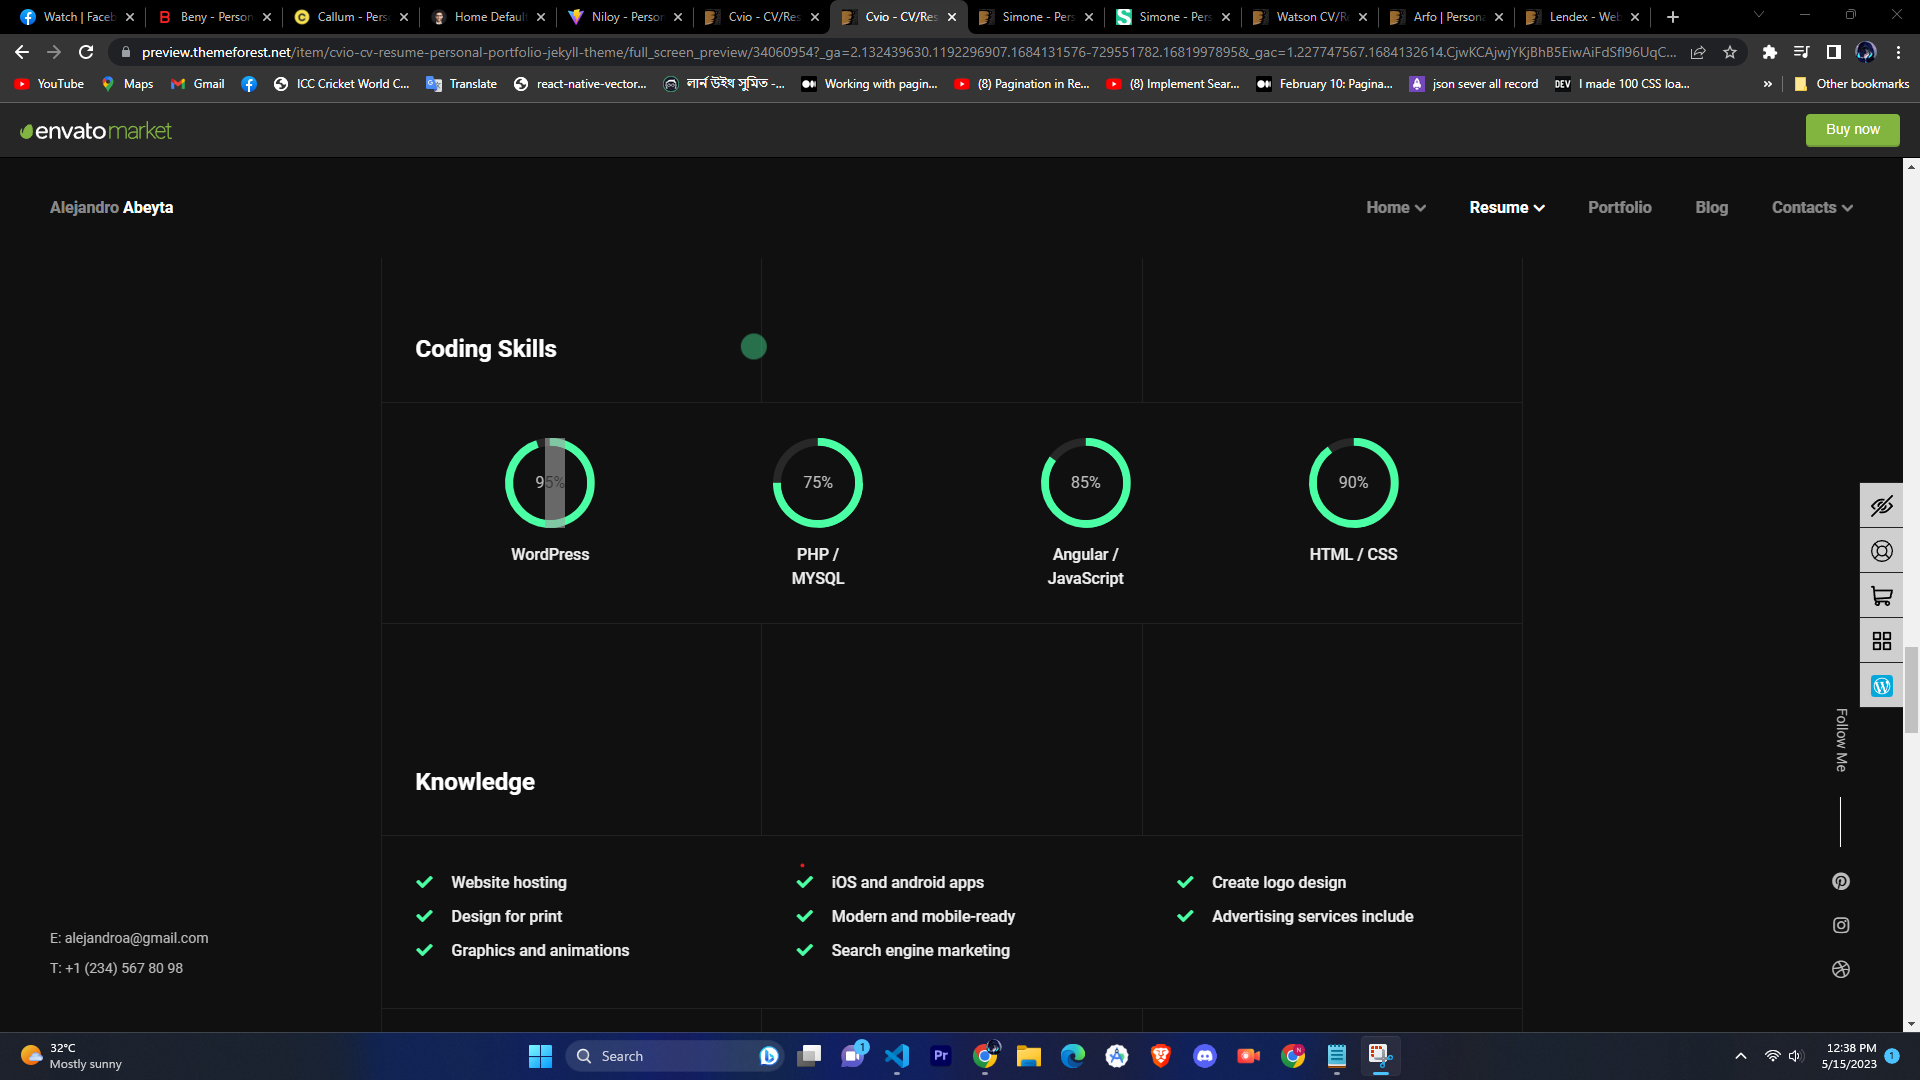 Watch | Faceb
Beny - Person
Callum - Pers
Home Default
Niloy - Person
Cvio - CV/Res
Cvio - CV/Res
Simone - Pers
Simone - Pers
Watson CV/R
Arfo | Persona
Lendex - Web
preview.themeforest.net/item/cvio-cv-resume-personal-portfolio-jekyll-theme/full_screen_preview/34060954?_ga=2.132439630.1192296907.1684131576-729551782.1681997895&_gac=1.227747567.1684132614.CjwKCAjwjYKjBhB5EiwAiFdSfl96UqC...
YouTube
Maps
Gmail
ICC Cricket World C...
Translate
react-native-vector...
লার্ন উইথ সুমিত -...
Working with pagin...
(8) Pagination in Re...
(8) Implement Sear...
February 10: Pagina...
json sever all record
DEV I made 100 CSS loa...
»
Other bookmarks
envatomarket
Buy now
Alejandro Abeyta
Home
Resume
Portfolio
Blog
Contacts
Coding Skills
95%
75%
85%
90%
WordPress
PHP /
MYSQL
Angular /
JavaScript
HTML / CSS
Follow Me
Knowledge
Website hosting
iOS and android apps
Create logo design
Design for print
Modern and mobile-ready
Advertising services include
Graphics and animations
Search engine marketing
E: alejandroa@gmail.com
T: +1 (234) 567 80 98
32°C
Mostly sunny
Search
1
Pr
12:38 PM
5/15/2023
1